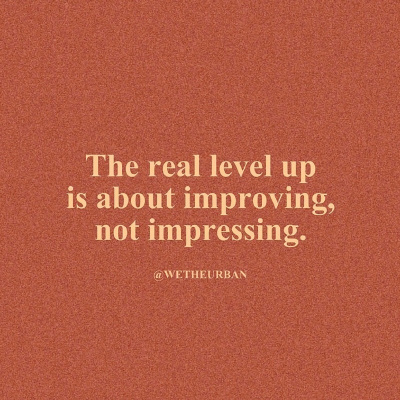 The real level up
is about improving,
not impressing.
@WETHEURBAN